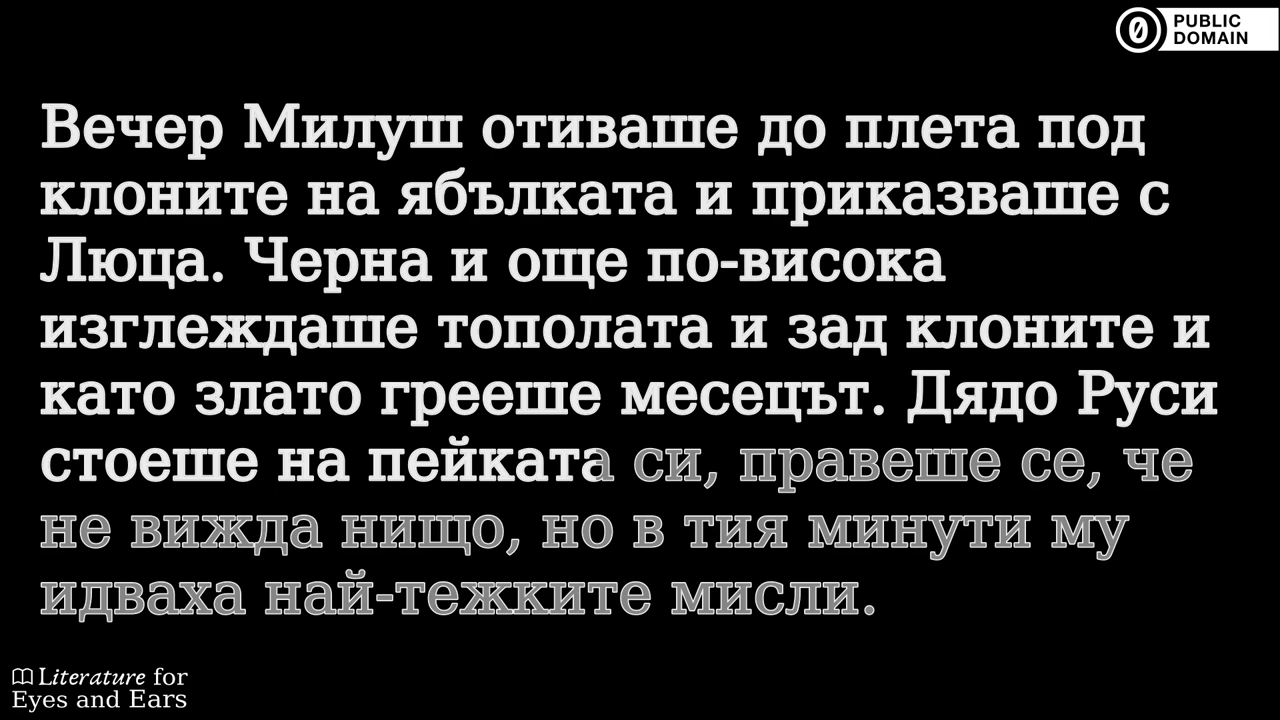 PUBLIC
DOMAIN
Вечер Милуш отиваше до плета под
клоните на ябълката и приказваше с
Люца. Черна и още по-висока
изглеждаше тополата и зад клоните и
като злато грееше месецът. Дядо Руси
стоеше на пейката си, правеше се, че
не вижда нищо, но в тия минути му
идваха най-тежките мисли.
Literature for
Eyes and Ears